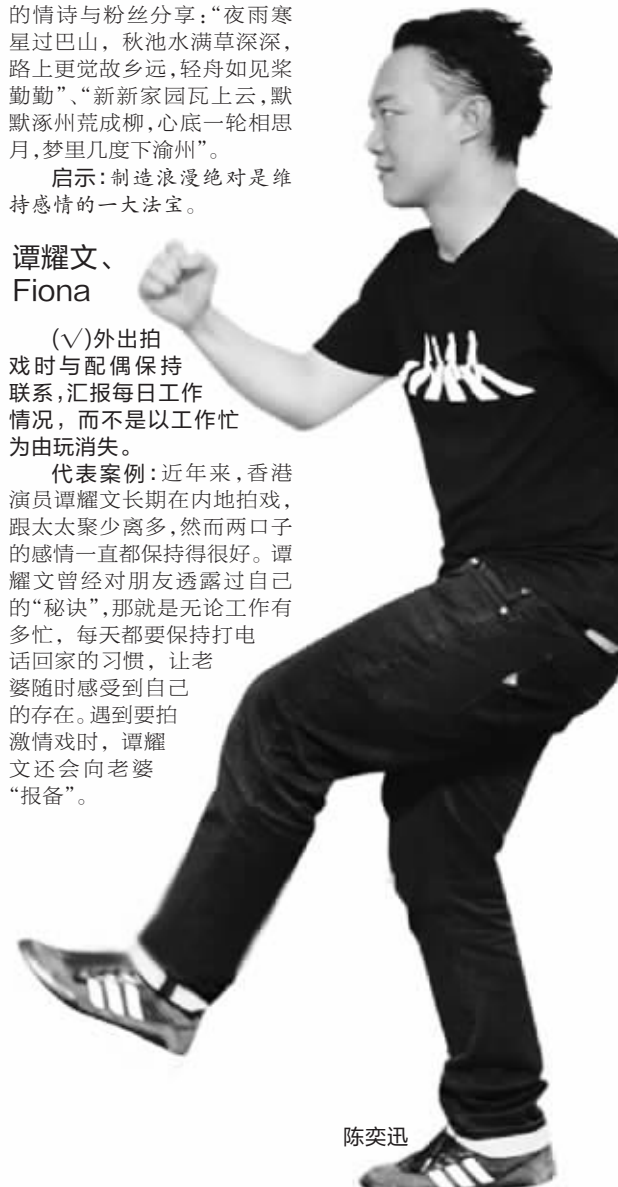 的情诗与粉丝分享:“夜雨寒
星过巴山，秋池水满草深深，
路上更觉故乡远,轻舟如见桨
勤勤”、“新新家园瓦上云,默
默涿州荒成柳,心底一轮相思
月,梦里几度下渝州”。
启示:制造浪漫绝对是维
持感情的一大法宝。
谭耀文、
Fiona
(√)外出拍
戏时与配偶保持
联系,汇报每日工作
情况，而不是以工作忙
为由玩消失。
代表案例:近年来,香港
演员谭耀文长期在内地拍戏,
跟太太聚少离多,然而两口子
的感情一直都保持得很好。谭
耀文曾经对朋友透露过自己
的“秘诀”,那就是无论工作有
多忙，每天都要保持打电
话回家的习惯，让老
婆随时感受到自己
的存在。遇到要拍
激情戏时，谭耀
文还会向老婆
“报备”。
陈奕迅